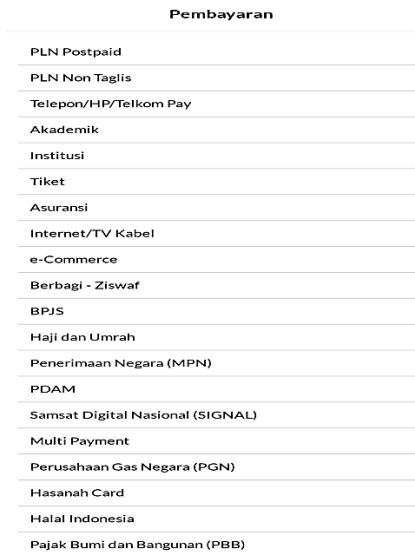 Pembayaran
PLN Postpaid
PLN Non Taglis
Telepon/HP/Telkom Pay
Akademik
Institusi
Tiket
Asuransi
Internet/TV Kabel
e-Commerce
Berbagi - Ziswaf
BPJS
Haji dan Umrah
Penerimaan Negara (MPN)
PDAM
Samsat Digital Nasional (SIGNAL)
Multi Payment
Perusahaan Gas Negara (PGN)
Hasanah Card
Halal Indonesia
Pajak Bumi dan Bangunan (PBB)